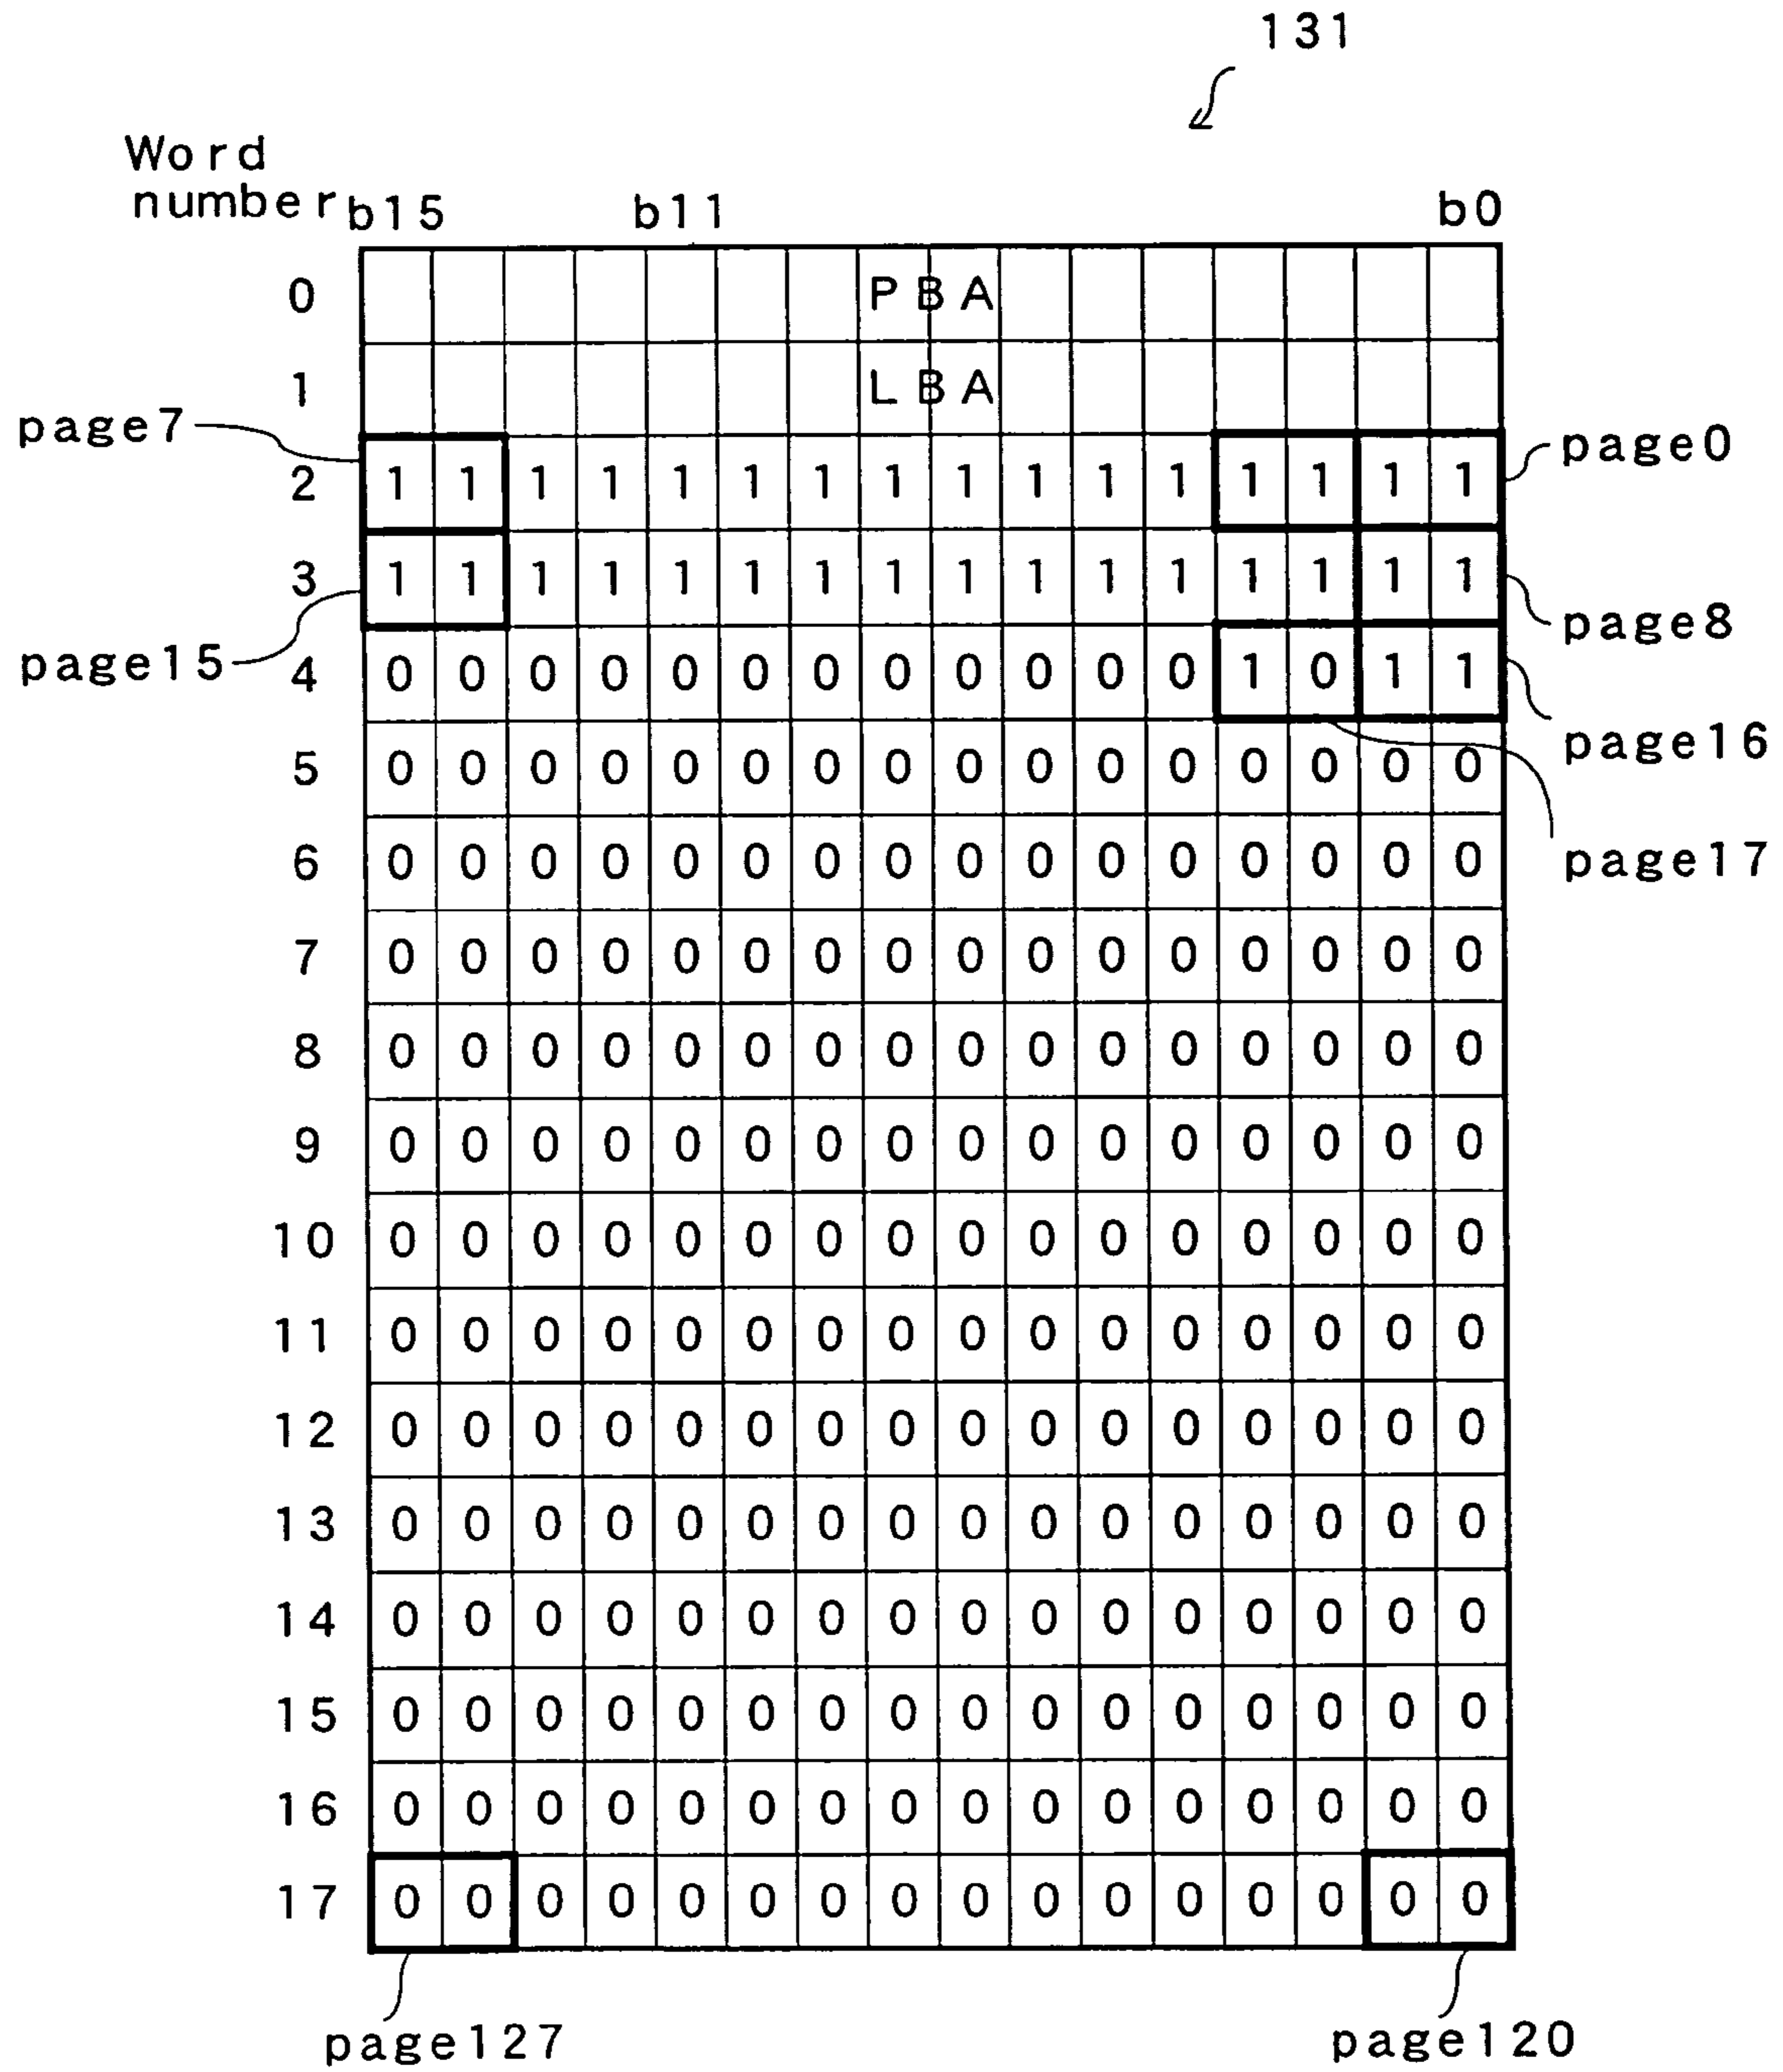 131
Word
number b15 b11 b0
0 PBA
1 LBA
page7
2 1 1 1 1 1 1 1 1 1 1 1 1 1 1 1 1 page0
3 1 1 1 1 1 1 1 1 1 1 1 1 1 1 1 1 page8
page15
4 0 0 0 0 0 0 0 0 0 0 0 0 1 0 1 1 page16
5 0 0 0 0 0 0 0 0 0 0 0 0 0 0 0 0
6 0 0 0 0 0 0 0 0 0 0 0 0 0 0 0 0 page17
7 0 0 0 0 0 0 0 0 0 0 0 0 0 0 0 0
8 0 0 0 0 0 0 0 0 0 0 0 0 0 0 0 0
9 0 0 0 0 0 0 0 0 0 0 0 0 0 0 0 0
10 0 0 0 0 0 0 0 0 0 0 0 0 0 0 0 0
11 0 0 0 0 0 0 0 0 0 0 0 0 0 0 0 0
12 0 0 0 0 0 0 0 0 0 0 0 0 0 0 0 0
13 0 0 0 0 0 0 0 0 0 0 0 0 0 0 0 0
14 0 0 0 0 0 0 0 0 0 0 0 0 0 0 0 0
15 0 0 0 0 0 0 0 0 0 0 0 0 0 0 0 0
16 0 0 0 0 0 0 0 0 0 0 0 0 0 0 0 0
17 0 0 0 0 0 0 0 0 0 0 0 0 0 0 0 0
page127 page120